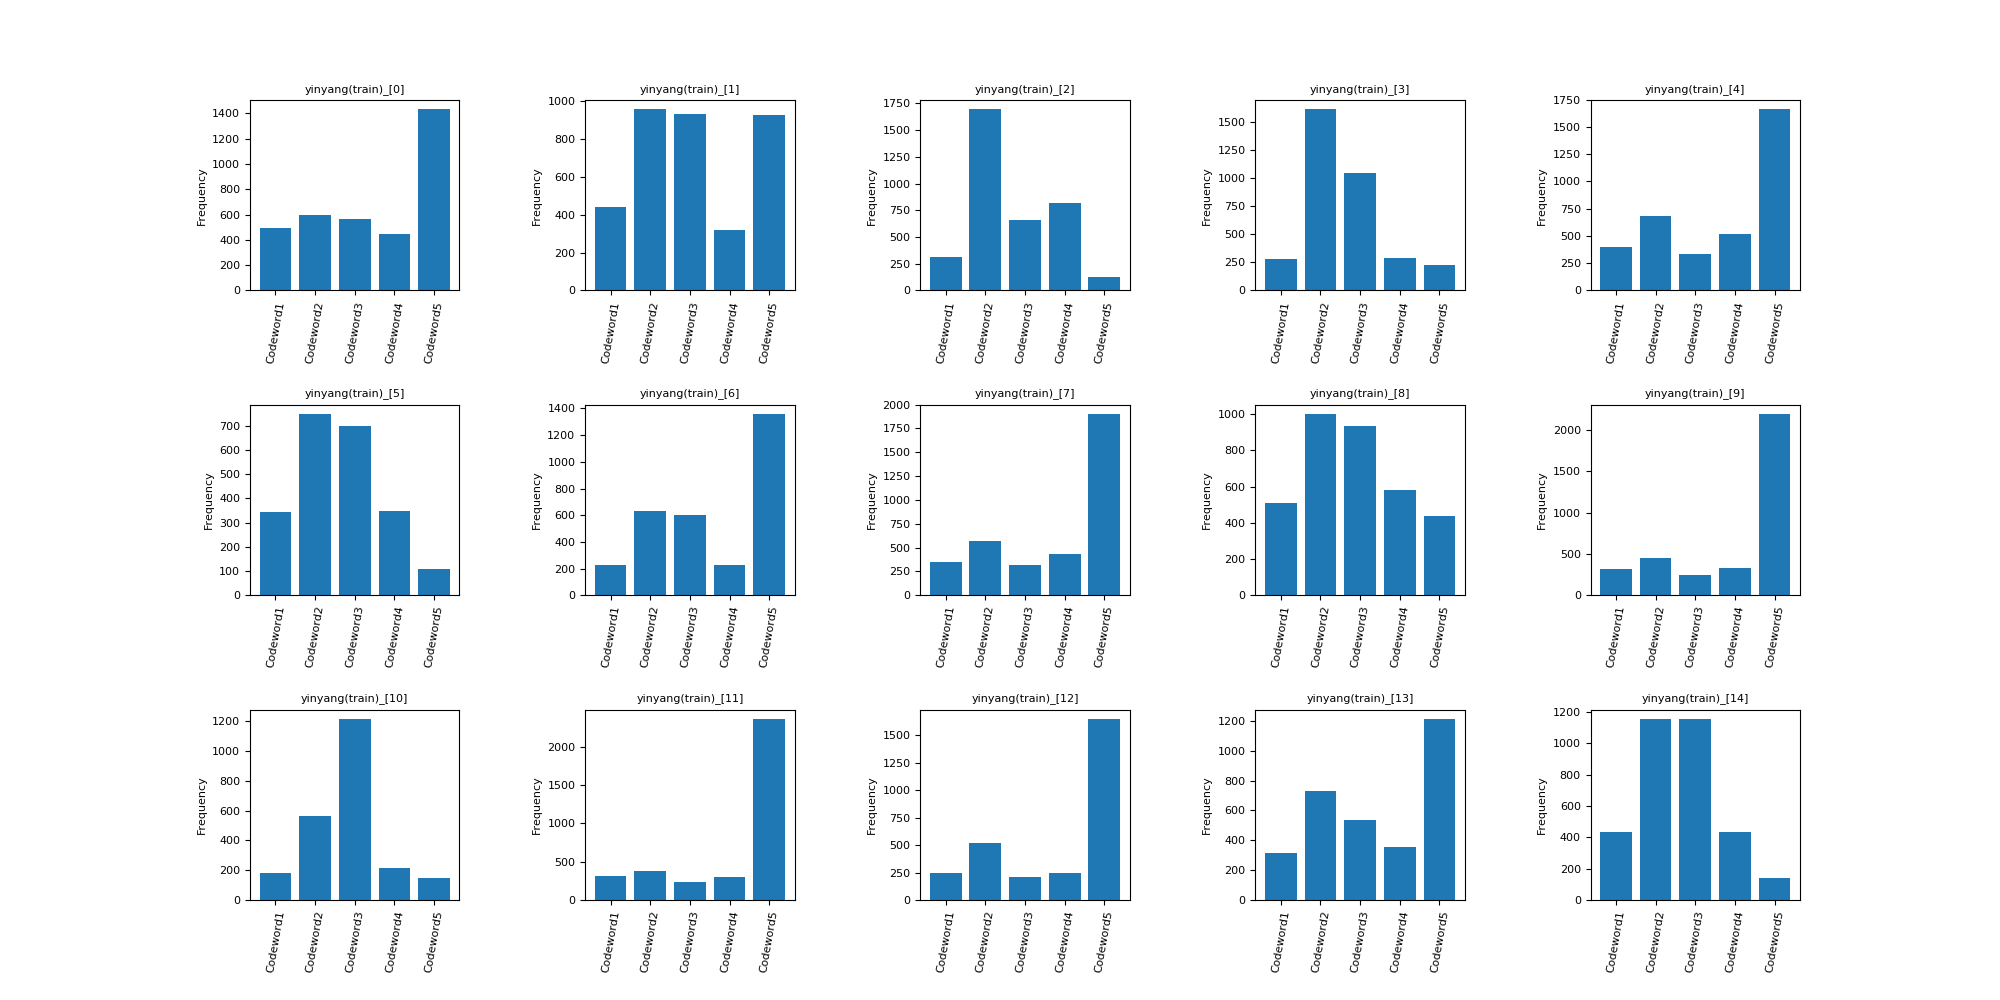 yinyang(train)_[0]
Frequency
1400
1200
1000
800
600
400
200
0
Codeword1
Codeword2
Codeword3
Codeword4
Codeword5
yinyang(train)_[1]
Frequency
1000
800
600
400
200
0
Codeword1
Codeword2
Codeword3
Codeword4
Codeword5
yinyang(train)_[2]
Frequency
1750
1500
1250
1000
750
500
250
0
Codeword1
Codeword2
Codeword3
Codeword4
Codeword5
yinyang(train)_[3]
Frequency
1500
1250
1000
750
500
250
0
Codeword1
Codeword2
Codeword3
Codeword4
Codeword5
yinyang(train)_[4]
Frequency
1750
1500
1250
1000
750
500
250
0
Codeword1
Codeword2
Codeword3
Codeword4
Codeword5
yinyang(train)_[5]
Frequency
700
600
500
400
300
200
100
0
Codeword1
Codeword2
Codeword3
Codeword4
Codeword5
yinyang(train)_[6]
Frequency
1400
1200
1000
800
600
400
200
0
Codeword1
Codeword2
Codeword3
Codeword4
Codeword5
yinyang(train)_[7]
Frequency
2000
1750
1500
1250
1000
750
500
250
0
Codeword1
Codeword2
Codeword3
Codeword4
Codeword5
yinyang(train)_[8]
Frequency
1000
800
600
400
200
0
Codeword1
Codeword2
Codeword3
Codeword4
Codeword5
yinyang(train)_[9]
Frequency
2000
1500
1000
500
0
Codeword1
Codeword2
Codeword3
Codeword4
Codeword5
yinyang(train)_[10]
Frequency
1200
1000
800
600
400
200
0
Codeword1
Codeword2
Codeword3
Codeword4
Codeword5
yinyang(train)_[11]
Frequency
2000
1500
1000
500
0
Codeword1
Codeword2
Codeword3
Codeword4
Codeword5
yinyang(train)_[12]
Frequency
1500
1250
1000
750
500
250
0
Codeword1
Codeword2
Codeword3
Codeword4
Codeword5
yinyang(train)_[13]
Frequency
1200
1000
800
600
400
200
0
Codeword1
Codeword2
Codeword3
Codeword4
Codeword5
yinyang(train)_[14]
Frequency
1200
1000
800
600
400
200
0
Codeword1
Codeword2
Codeword3
Codeword4
Codeword5